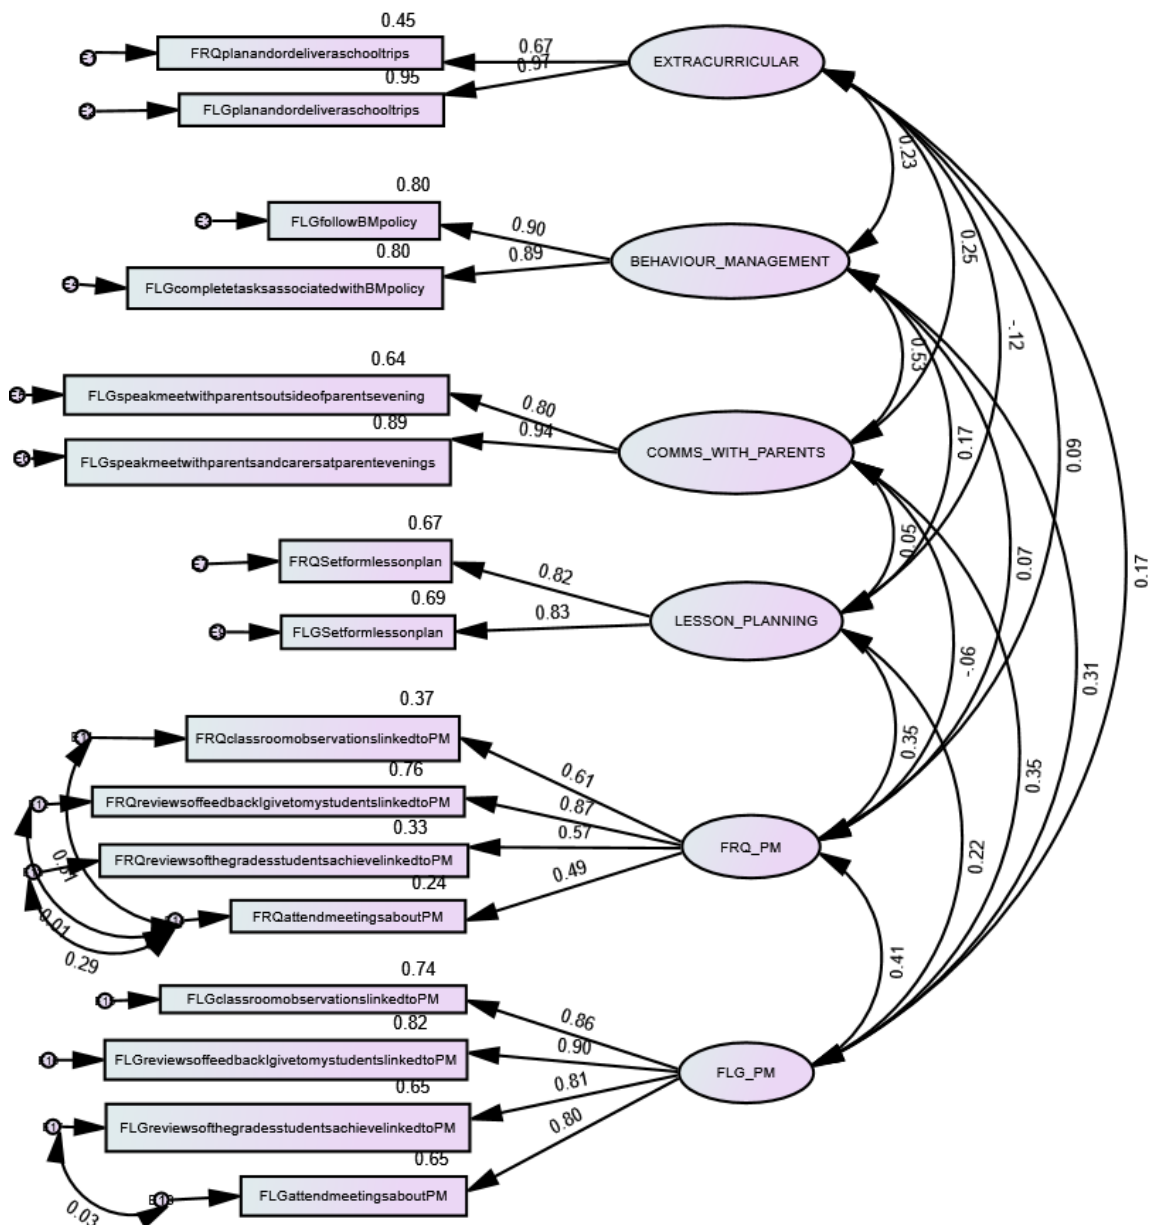 0.45
FRQplanandordeliveraschooltrips
0.67
EXTRACURRICULAR
0.97
0.95
FLGplanandordeliveraschooltrips
0.23
0.80
FLGfollowBMpolicy
0.90
0.25
BEHAVIOUR_MANAGEMENT
0.80
0.89
FLGcompletetasksassociatedwithBMpolicy
-.12
0.53
0.64
FLGspeakmeetwithparentsoutsideofparentsevening
0.80
0.89
0.94
0.17
0.09
COMMS_WITH_PARENTS
FLGspeakmeetwithparentsandcarersatparentevenings
0.67
0.05
0.07
0.17
FRQSetformlessonplan
0.82
0.69
0.83
LESSON_PLANNING
FLGSetformlessonplan
-.06
0.31
0.37
FRQclassroomobservationslinkedtoPM
0.35
0.76
0.61
0.35
FRQreviewsoffeedbackIgivetomystudentslinkedtoPM
0.87
0.33
0.57
FRQ_PM
FRQreviewsofthegradesstudentsachievelinkedtoPM
0.22
0.24
0.49
FRQattendmeetingsaboutPM
0.01
0.29
0.41
0.74
FLGclassroomobservationslinkedtoPM
0.86
0.82
0.90
FLGreviewsoffeedbackIgivetomystudentslinkedtoPM
FLG_PM
0.65
0.81
FLGreviewsofthegradesstudentsachievelinkedtoPM
0.80
0.65
FLGattendmeetingsaboutPM
0.03